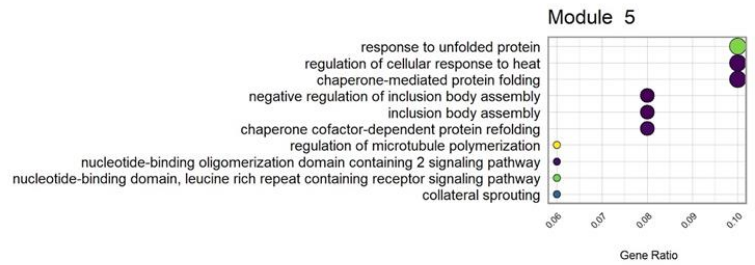 Module 5
response to unfolded protein
regulation of cellular response to heat
chaperone-mediated protein folding
negative regulation of inclusion body assembly
inclusion body assembly
chaperone cofactor-dependent protein refolding
regulation of microtubule polymerization
nucleotide-binding oligomerization domain containing 2 signaling pathway
nucleotide-binding domain, leucine rich repeat containing receptor signaling pathway
collateral sprouting
0.06 0.07 0.08 0.09 0.10
Gene Ratio